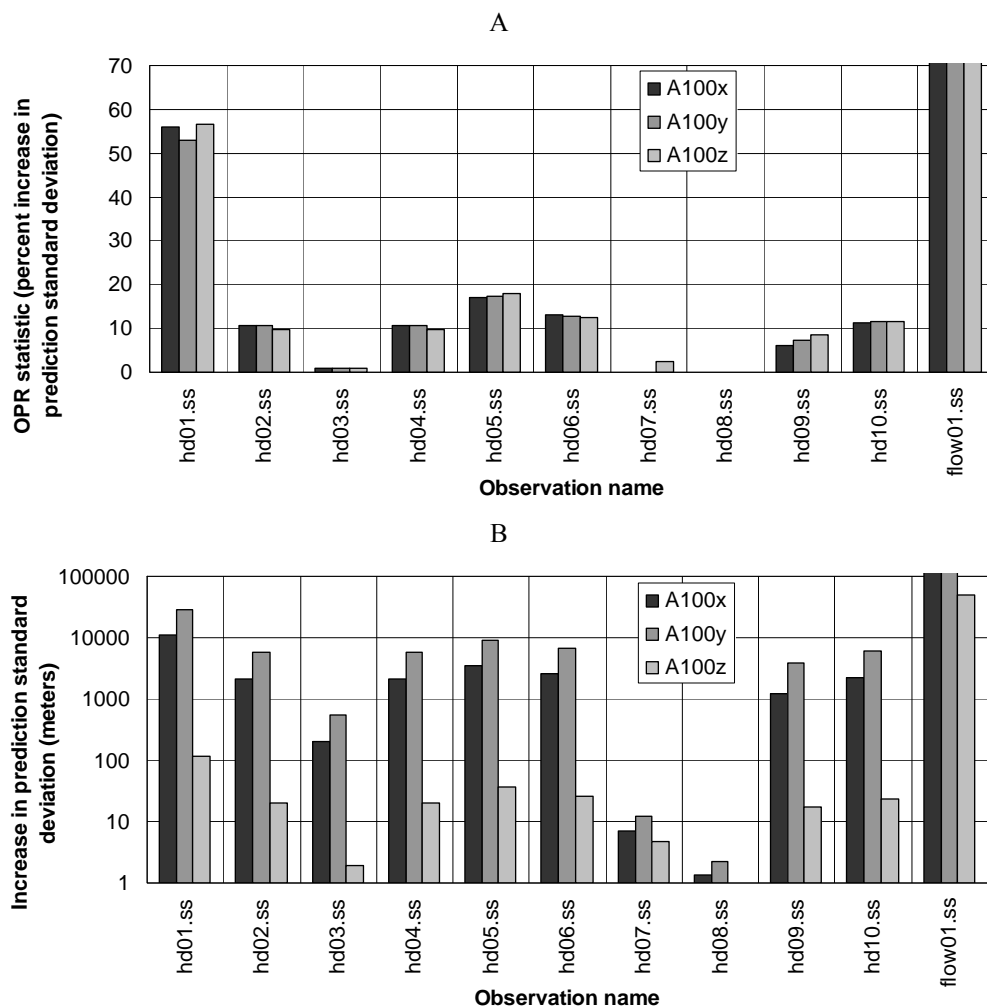 A
OPR statistic (percent increase in
prediction standard deviation)
70
60
50
40
30
20
10
0
A100x
A100y
A100z
hd01.ss
hd02.ss
hd03.ss
hd04.ss
hd05.ss
hd06.ss
hd07.ss
hd08.ss
hd09.ss
hd10.ss
flow01.ss
Observation name
B
Increase in prediction standard
deviation (meters)
100000
10000
1000
100
10
1
A100x
A100y
A100z
hd01.ss
hd02.ss
hd03.ss
hd04.ss
hd05.ss
hd06.ss
hd07.ss
hd08.ss
hd09.ss
hd10.ss
flow01.ss
Observation name